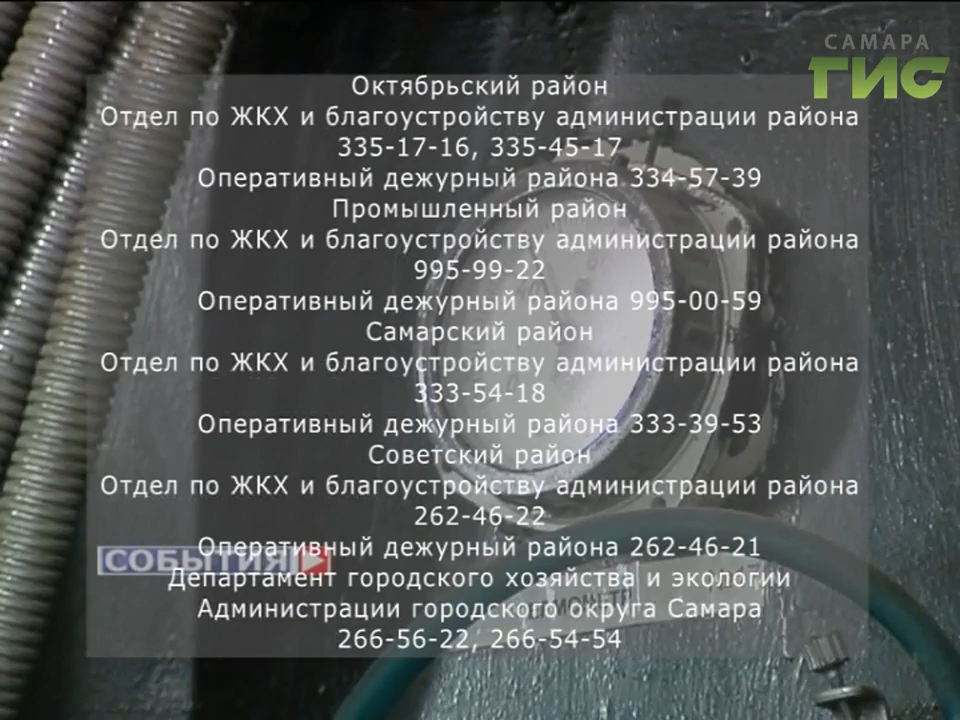 САМАРА
ГИС
Октябрьский район
Отдел по ЖКХ и благоустройству администрации района
335-17-16, 335-45-17
Оперативный дежурный района 334-57-39
Промышленный район
Отдел по ЖКХ и благоустройству администрации района
995-99-22
Оперативный дежурный района 995-00-59
Самарский район
Отдел по ЖКХ и благоустройству администрации района
333-54-18
Оперативный дежурный района 333-39-53
Советский район
Отдел по ЖКХ и благоустройству администрации района
262-46-22
Оперативный дежурный района 262-46-21
СОБЫТИЯ
Департамент городского хозяйства и экологии
Администрации городского округа Самара
266-56-22, 266-54-54